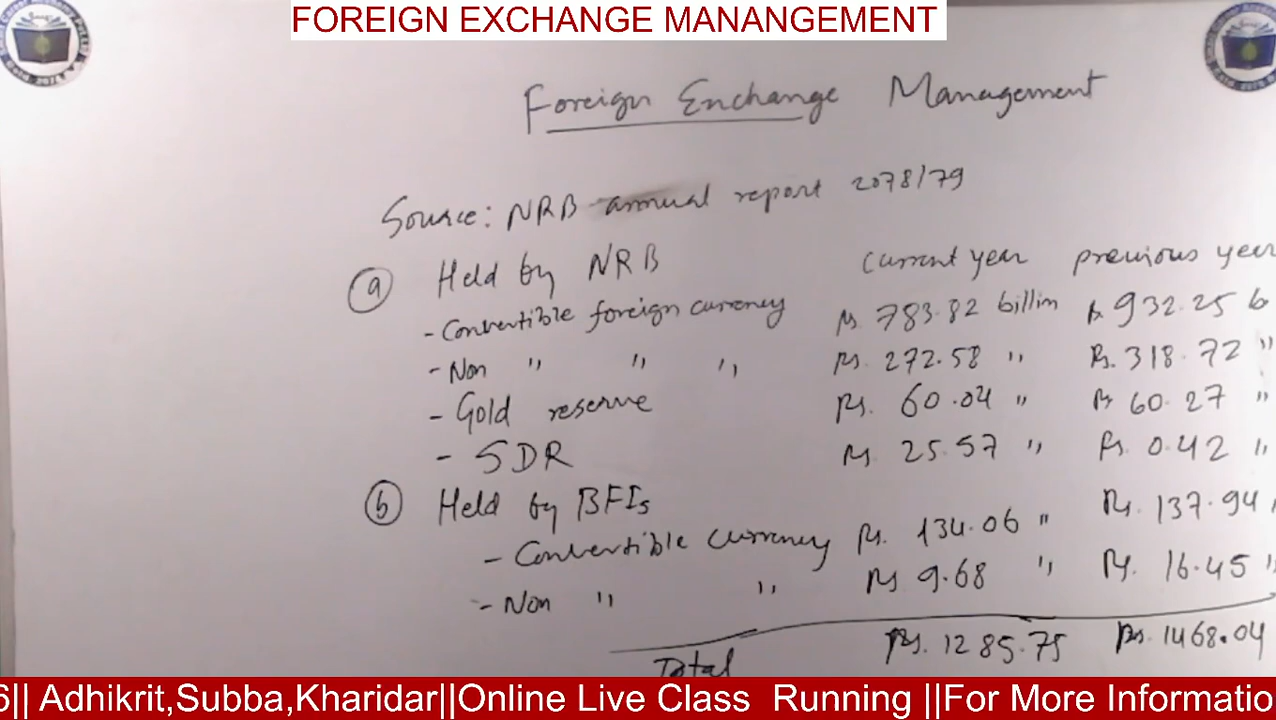 FOREIGN EXCHANGE MANANGEMENT
Foreign Exchange Management
Source: NRB annual report 2078/79
(a) Held by NRB current year previous year
- Convertible foreign currency Rs. 783.82 billion Rs. 932.25 b
- Non " " " Rs. 272.58 " Rs. 318.72 "
- Gold reserve Rs. 60.04 " Rs 60.27 "
- SDR Rs. 25.57 " Rs. 0.42 "
(b) Held by BFIs
- Convertible currency Rs. 134.06 " Rs. 137.94 "
- Non " " Rs 9.68 " Rs. 16.45 "
Total Rs. 1285.75 Rs. 1468.04
6|| Adhikrit,Subba,Kharidar||Online Live Class Running ||For More Informatio